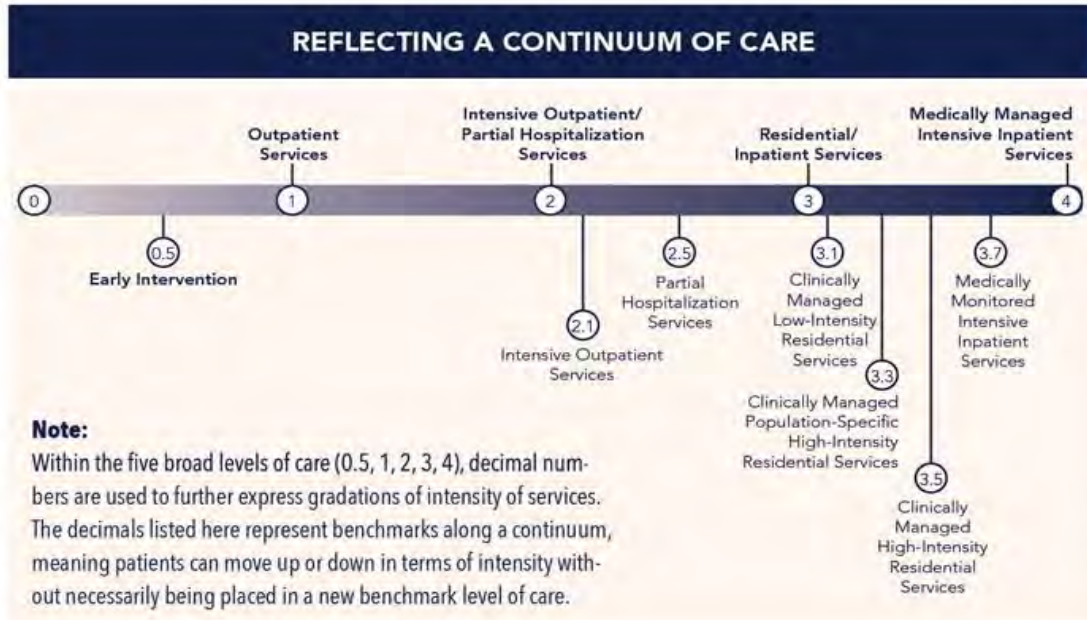 REFLECTING A CONTINUUM OF CARE
Outpatient
Services
Intensive Outpatient/
Partial Hospitalization
Services
Residential/
Inpatient Services
Medically Managed
Intensive Inpatient
Services
0
1
2
3
4
0.5
Early Intervention
2.1
Intensive Outpatient
Services
2.5
Partial
Hospitalization
Services
3.1
Clinically
Managed
Low-Intensity
Residential
Services
3.3
Clinically Managed
Population-Specific
High-Intensity
Residential Services
3.5
Clinically
Managed
High-Intensity
Residential
Services
3.7
Medically
Monitored
Intensive
Inpatient
Services
Note:
Within the five broad levels of care (0.5, 1, 2, 3, 4), decimal num-
bers are used to further express gradations of intensity of services.
The decimals listed here represent benchmarks along a continuum,
meaning patients can move up or down in terms of intensity with-
out necessarily being placed in a new benchmark level of care.